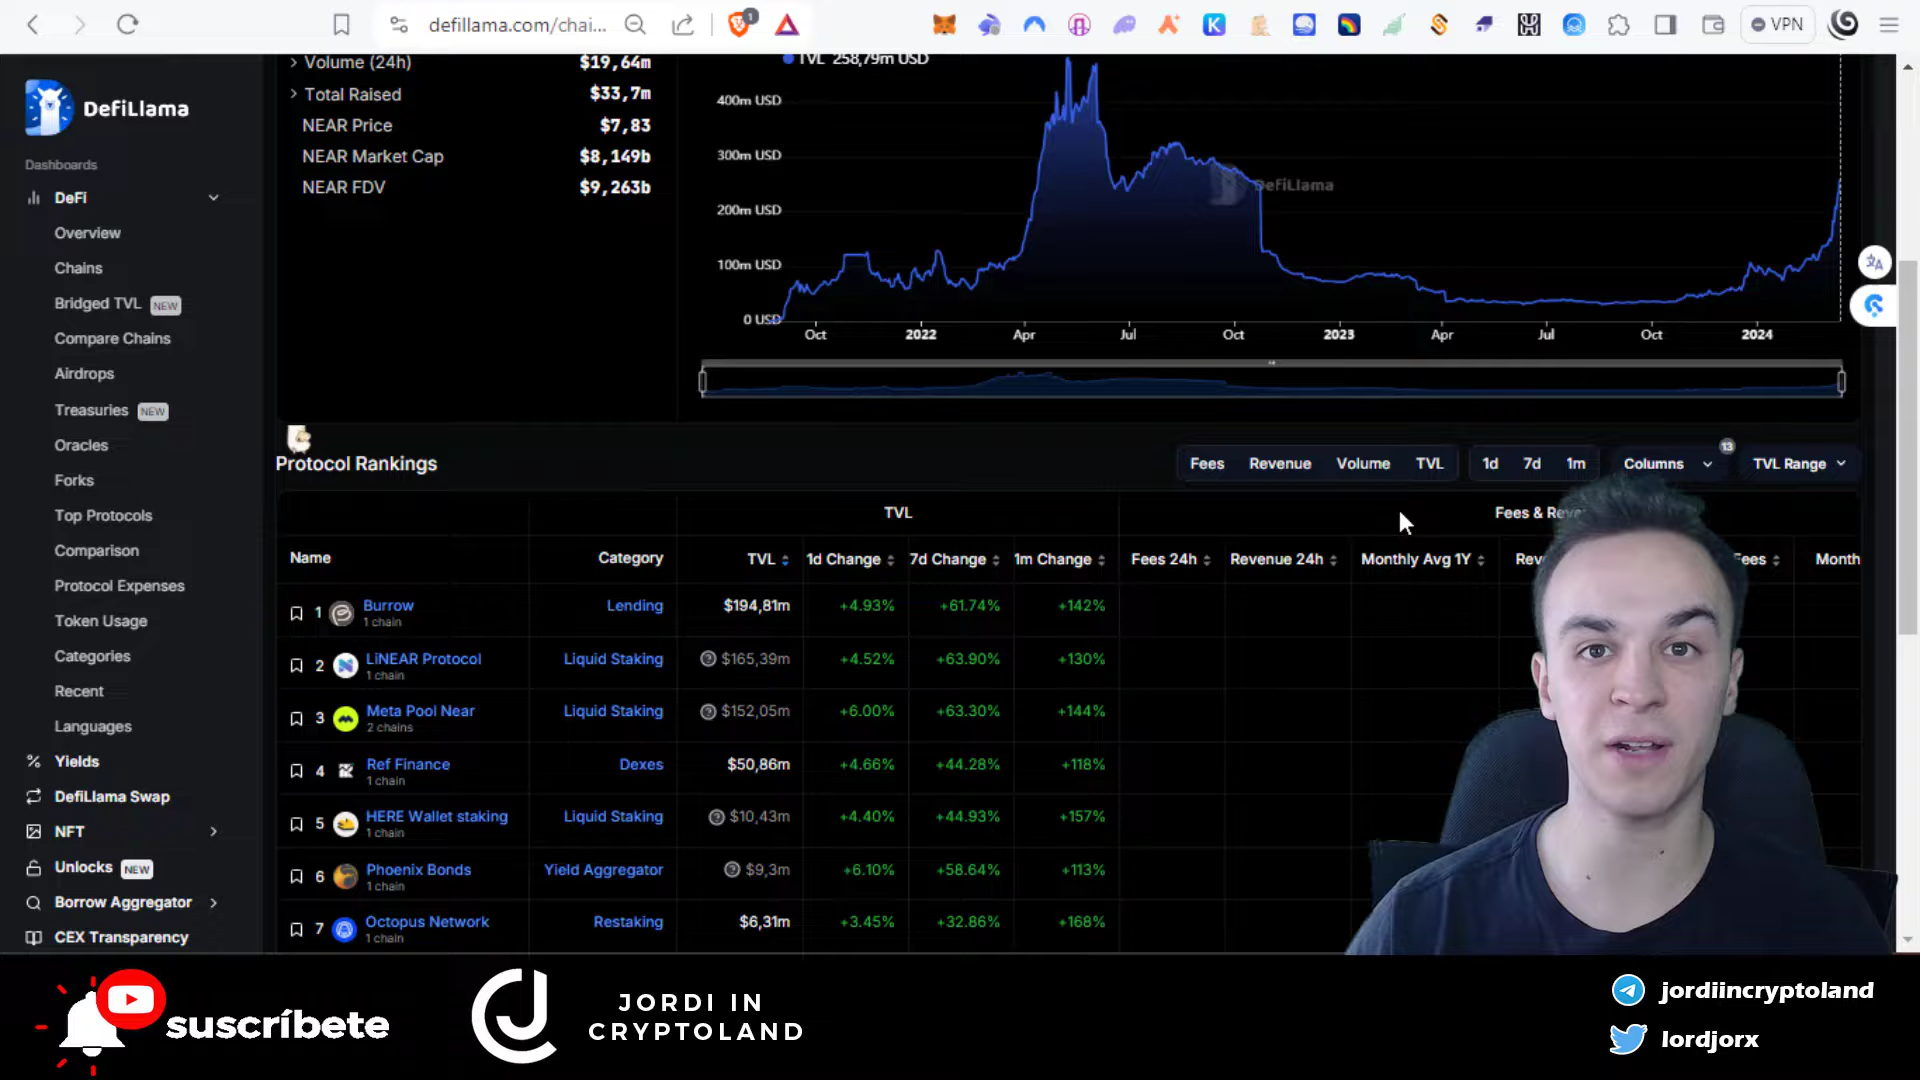 defillama.com/chai...
1
VPN
DefiLlama
Dashboards
DeFi
Overview
Chains
Bridged TVL NEW
Compare Chains
Airdrops
Treasuries NEW
Oracles
Forks
Top Protocols
Comparison
Protocol Expenses
Token Usage
Categories
Recent
Languages
Yields
DefiLlama Swap
NFT
Unlocks NEW
Borrow Aggregator
CEX Transparency
Volume (24h) $19,64m
Total Raised $33,7m
NEAR Price $7,83
NEAR Market Cap $8,149b
NEAR FDV $9,263b
TVL 258,79m USD
400m USD
300m USD
200m USD
100m USD
0 USD
DefiLlama
Oct 2022 Apr Jul Oct 2023 Apr Jul Oct 2024
Protocol Rankings
Fees Revenue Volume TVL 1d 7d 1m Columns 13 TVL Range
TVL Fees & Reve
Name Category TVL 1d Change 7d Change 1m Change Fees 24h Revenue 24h Monthly Avg 1Y Rev Fees Month
1 Burrow Lending $194,81m +4.93% +61.74% +142%
1 chain
2 LiNEAR Protocol Liquid Staking $165,39m +4.52% +63.90% +130%
1 chain
3 Meta Pool Near Liquid Staking $152,05m +6.00% +63.30% +144%
2 chains
4 Ref Finance Dexes $50,86m +4.66% +44.28% +118%
1 chain
5 HERE Wallet staking Liquid Staking $10,43m +4.40% +44.93% +157%
1 chain
6 Phoenix Bonds Yield Aggregator $9,3m +6.10% +58.64% +113%
1 chain
7 Octopus Network Restaking $6,31m +3.45% +32.86% +168%
1 chain
suscríbete
JORDI IN
CRYPTOLAND
jordiincryptoland
lordjorx